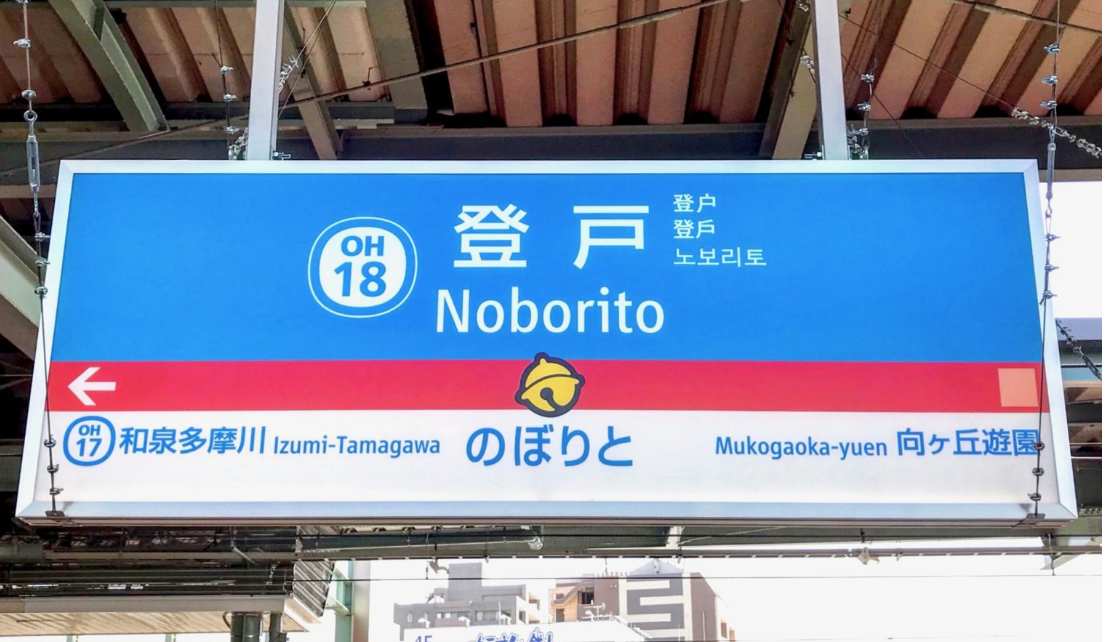 OH
18
登戸
Noborito
登户
登戶
노보리토
OH
17
和泉多摩川 Izumi-Tamagawa
のぼりと
Mukogaoka-yuen 向ヶ丘遊園